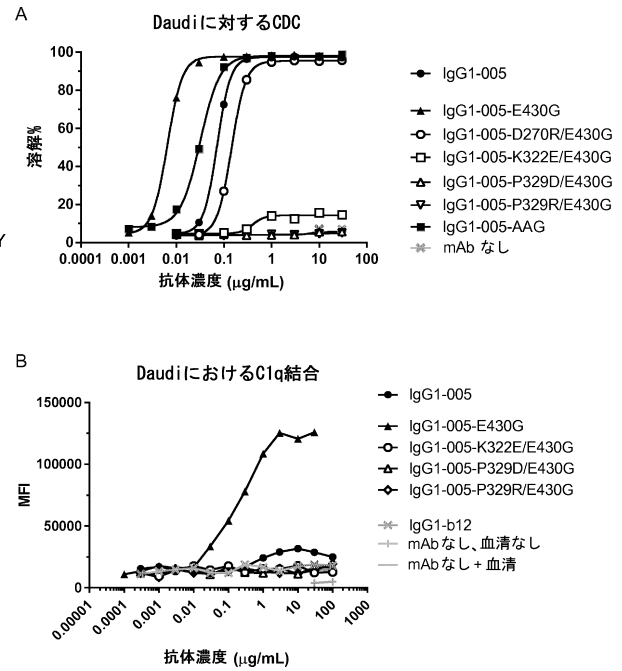 A
Daudiに対するCDC
100
80
60
40
20
0
溶解%
0.0001
0.001
0.01
0.1
1
10
100
抗体濃度 (μg/mL)
IgG1-005
IgG1-005-E430G
IgG1-005-D270R/E430G
IgG1-005-K322E/E430G
IgG1-005-P329D/E430G
IgG1-005-P329R/E430G
IgG1-005-AAG
mAb なし
Y
B
DaudiにおけるC1q結合
150000
100000
50000
0
MFI
0.00001
0.0001
0.001
0.01
0.1
1
10
100
1000
抗体濃度 (μg/mL)
IgG1-005
IgG1-005-E430G
IgG1-005-K322E/E430G
IgG1-005-P329D/E430G
IgG1-005-P329R/E430G
IgG1-b12
mAbなし、血清なし
mAbなし + 血清